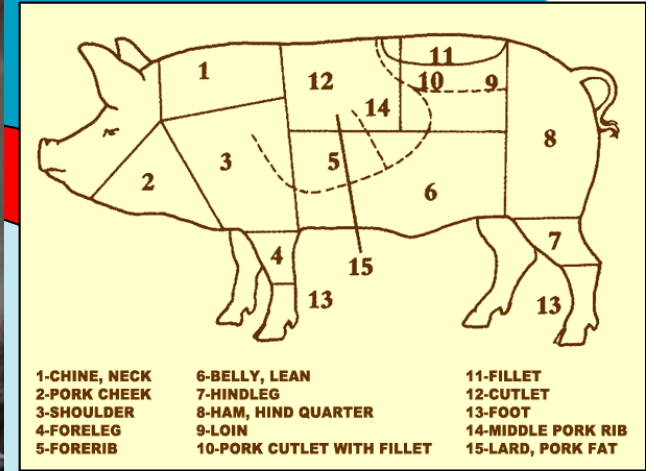 11
1
12
10
9
14
8
3
5
2
6
7
4
15
13
13
1-CHINE, NECK
2-PORK CHEEK
3-SHOULDER
4-FORELEG
5-FORERIB
6-BELLY, LEAN
7-HINDLEG
8-HAM, HIND QUARTER
9-LOIN
10-PORK CUTLET WITH FILLET
11-FILLET
12-CUTLET
13-FOOT
14-MIDDLE PORK RIB
15-LARD, PORK FAT